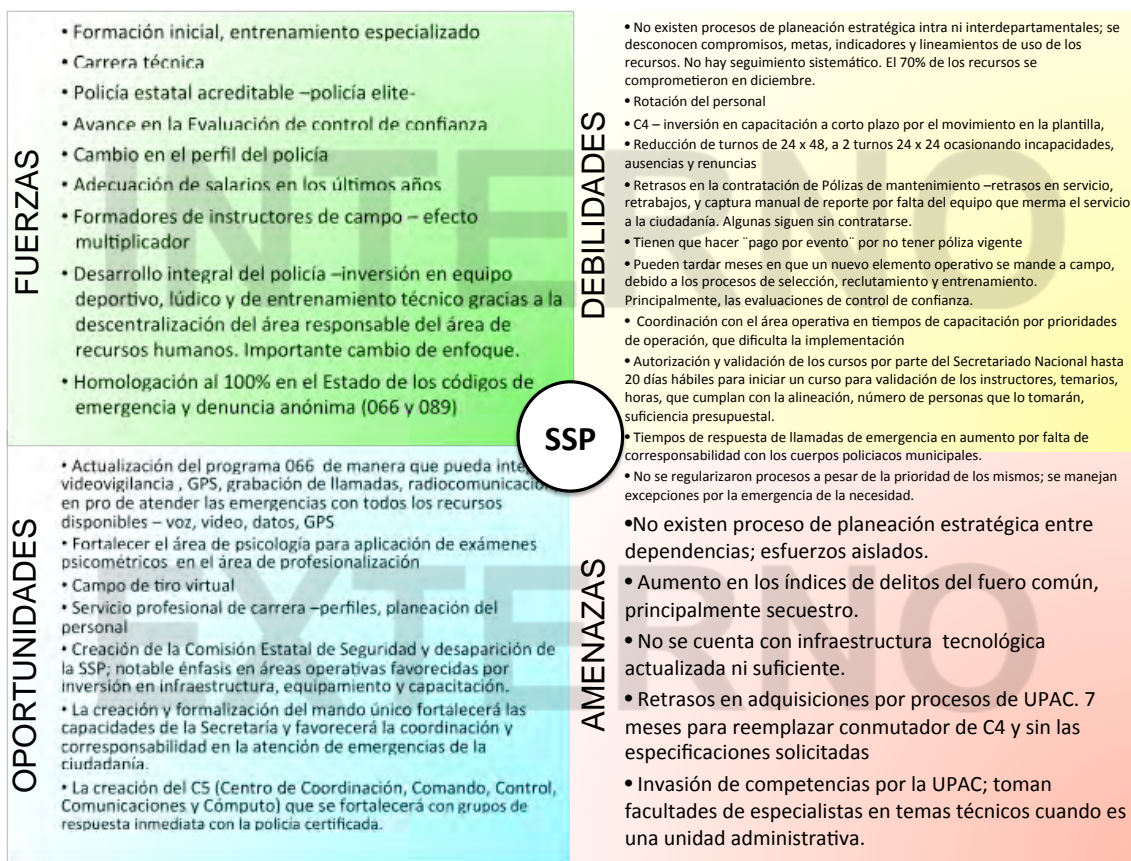 FUERZAS
• Formación inicial, entrenamiento especializado
• Carrera técnica
• Policía estatal acreditable –policía elite-
• Avance en la Evaluación de control de confianza
• Cambio en el perfil del policía
• Adecuación de salarios en los últimos años
• Formadores de instructores de campo – efecto
multiplicador
• Desarrollo integral del policía –inversión en equipo
deportivo, lúdico y de entrenamiento técnico gracias a la
descentralización del área responsable del área de
recursos humanos. Importante cambio de enfoque.
• Homologación al 100% en el Estado de los códigos de
emergencia y denuncia anónima (066 y 089)
DEBILIDADES
• No existen procesos de planeación estratégica intra ni interdepartamentales; se
desconocen compromisos, metas, indicadores y lineamientos de uso de los
recursos. No hay seguimiento sistemático. El 70% de los recursos se
comprometieron en diciembre.
• Rotación del personal
• C4 – inversión en capacitación a corto plazo por el movimiento en la plantilla,
• Reducción de turnos de 24 x 48, a 2 turnos 24 x 24 ocasionando incapacidades,
ausencias y renuncias
• Retrasos en la contratación de Pólizas de mantenimiento –retrasos en servicio,
retrabajos, y captura manual de reporte por falta del equipo que merma el servicio
a la ciudadanía. Algunas siguen sin contratarse.
• Tienen que hacer ¨pago por evento¨ por no tener póliza vigente
• Pueden tardar meses en que un nuevo elemento operativo se mande a campo,
debido a los procesos de selección, reclutamiento y entrenamiento.
Principalmente, las evaluaciones de control de confianza.
• Coordinación con el área operativa en tiempos de capacitación por prioridades
de operación, que dificulta la implementación
• Autorización y validación de los cursos por parte del Secretariado Nacional hasta
20 días hábiles para iniciar un curso para validación de los instructores, temarios,
horas, que cumplan con la alineación, número de personas que lo tomarán,
suficiencia presupuestal.
• Tiempos de respuesta de llamadas de emergencia en aumento por falta de
corresponsabilidad con los cuerpos policiacos municipales.
• No se regularizaron procesos a pesar de la prioridad de los mismos; se manejan
excepciones por la emergencia de la necesidad.
INTERNO
SSP
OPORTUNIDADES
• Actualización del programa 066 de manera que pueda
videovigilancia , GPS, grabación de llamadas,
en pro de atender las emergencias con todos los recursos
disponibles – voz, video, datos, GPS
• Fortalecer el área de psicología para aplicación de exámenes
psicométricos en el área de profesionalización
• Campo de tiro virtual
• Servicio profesional de carrera –perfiles, planeación del
personal
• Creación de la Comisión Estatal de Seguridad y desaparición de
la SSP; notable énfasis en áreas operativas favorecidas por
inversión en infraestructura, equipamiento y capacitación.
• La creación y formalización del mando único fortalecerá las
capacidades de la Secretaría y favorecerá la coordinación y
corresponsabilidad en la atención de emergencias de la
ciudadanía.
• La creación del C5 (Centro de Coordinación, Comando, Control,
Comunicaciones y Cómputo) que se fortalecerá con grupos de
respuesta inmediata con la policía certificada.
AMENAZAS
•No existen proceso de planeación estratégica entre
dependencias; esfuerzos aislados.
• Aumento en los índices de delitos del fuero común,
principalmente secuestro.
• No se cuenta con infraestructura tecnológica
actualizada ni suficiente.
• Retrasos en adquisiciones por procesos de UPAC. 7
meses para reemplazar conmutador de C4 y sin las
especificaciones solicitadas
• Invasión de competencias por la UPAC; toman
facultades de especialistas en temas técnicos cuando es
una unidad administrativa.
EXTERNO